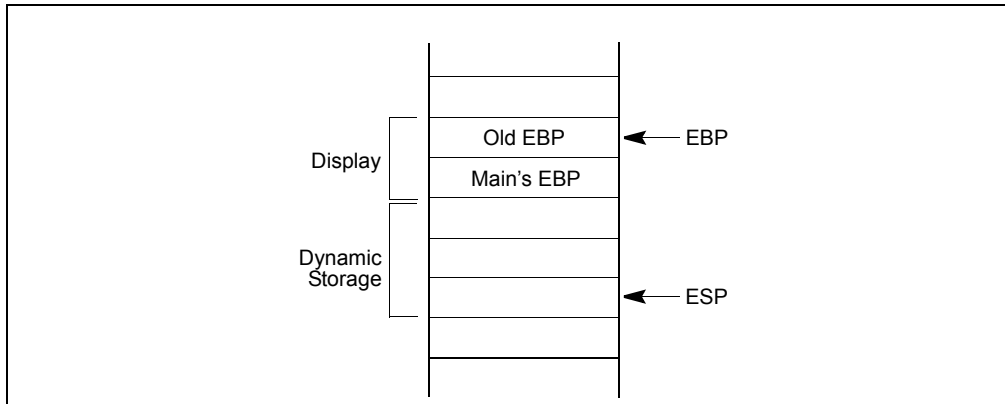 Old EBP
EBP
Display
Main's EBP
Dynamic
Storage
ESP